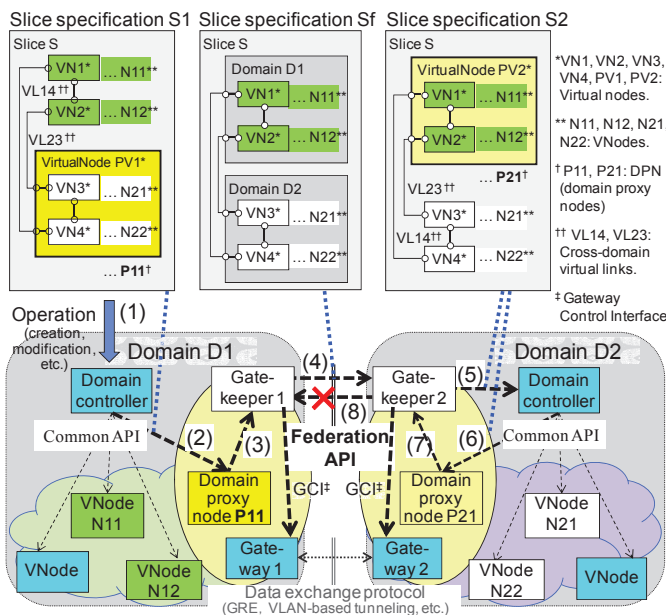 Slice specification S1
Slice S
VN1* ... N11**
VL14††
VN2* ... N12**
VL23††
VirtualNode PV1*
VN3* ... N21**
VN4* ... N22**
... P11†
Slice specification Sf
Slice S
Domain D1
VN1* ... N11**
VN2* ... N12**
Domain D2
VN3* ... N21**
VN4* ... N22**
Slice specification S2
Slice S
VirtualNode PV2*
VN1* ... N11**
VN2* ... N12**
... P21†
VL23††
VN3* ... N21**
VL14††
VN4* ... N22**
*VN1, VN2, VN3,
VN4, PV1, PV2:
Virtual nodes.
** N11, N12, N21,
N22: VNodes.
† P11, P21: DPN
(domain proxy
nodes)
†† VL14, VL23:
Cross-domain
virtual links.
‡ Gateway
Control Interface
Operation (1)
(creation,
modification,
etc.)
Domain D1
Domain
controller
Common API
(2)
(3)
Gate-
keeper 1
Domain proxy
node P11
GCI‡
Gate-
way 1
VNode
N11
VNode
VNode
N12
(4)
(8)
Federation
API
Domain D2
Gate-
keeper 2
(5)
Domain
controller
Common API
(6)
(7)
Domain proxy
node P21
GCI‡
Gate-
way 2
VNode
N21
VNode
N22
VNode
Data exchange protocol
(GRE, VLAN-based tunneling, etc.)